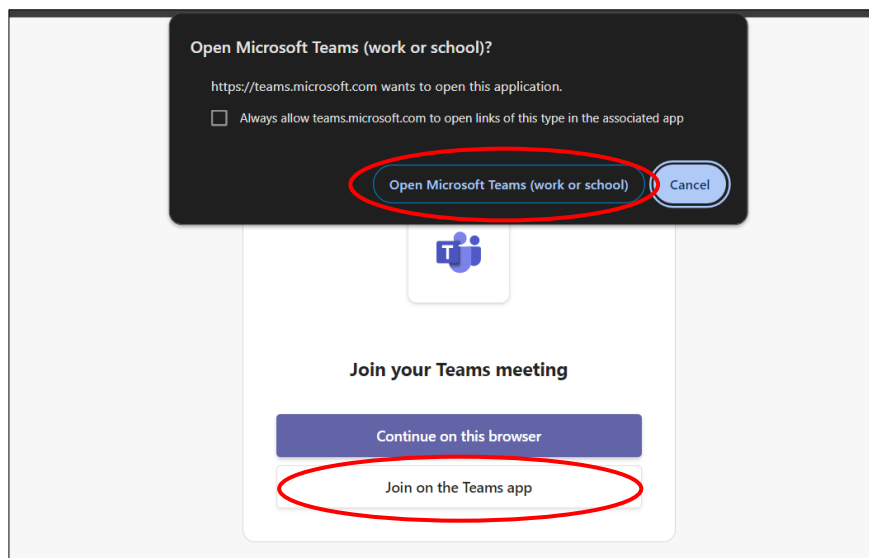 Open Microsoft Teams (work or school)?
https://teams.microsoft.com wants to open this application.
Always allow teams.microsoft.com to open links of this type in the associated app
Open Microsoft Teams (work or school)
Cancel
T
Join your Teams meeting
Continue on this browser
Join on the Teams app